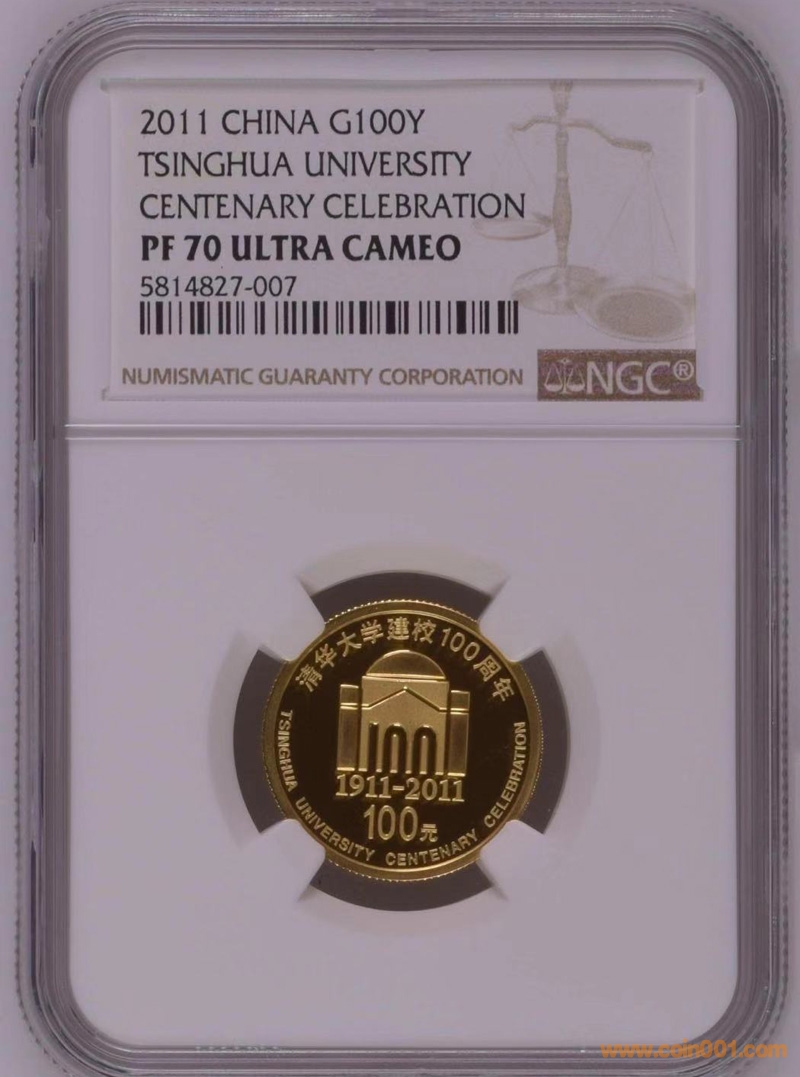 2011 CHINA G100Y
TSINGHUA UNIVERSITY
CENTENARY CELEBRATION
PF 70 ULTRA CAMEO
5814827-007
NUMISMATIC GUARANTY CORPORATION
NGC®
清华大学建校100周年
1911-2011
100元
TSINGHUA UNIVERSITY CENTENARY CELEBRATION
www.coin001.com